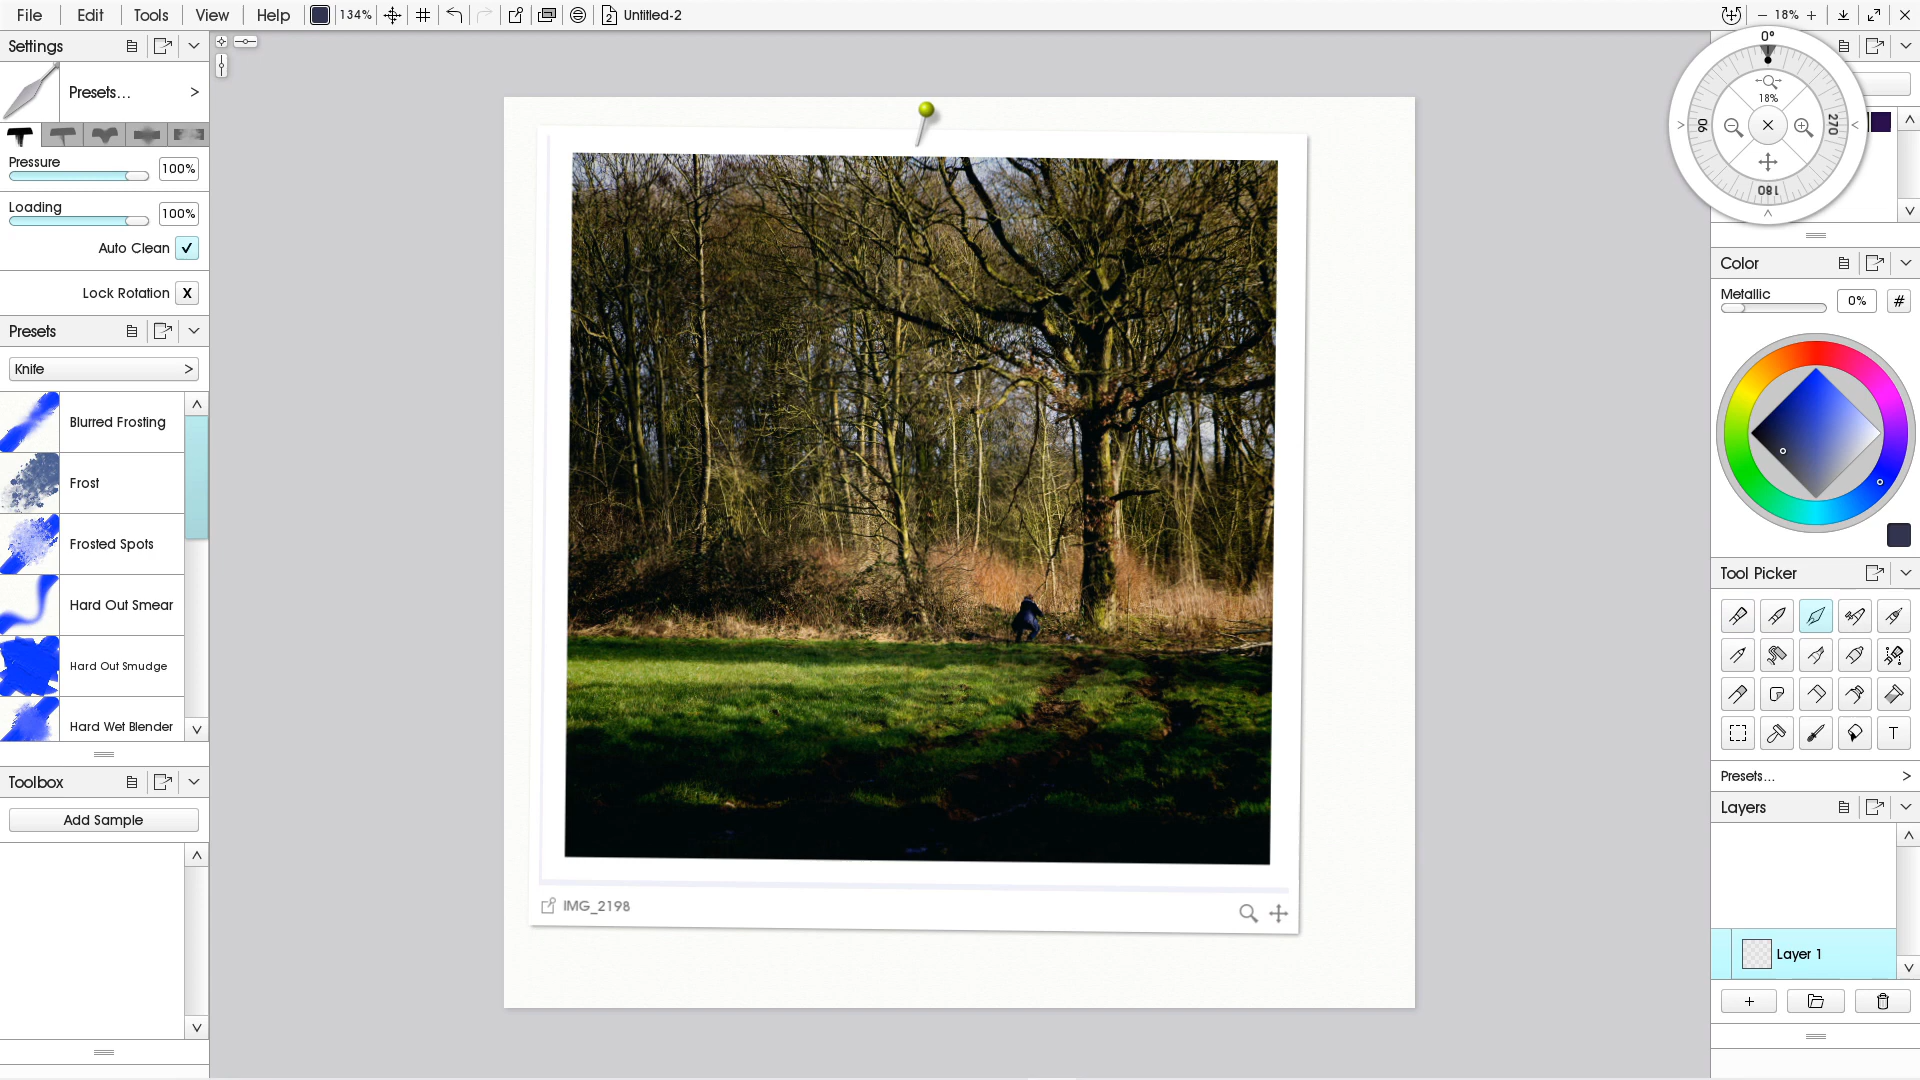 File Edit Tools View Help 134% 2 Untitled-2 18%
Settings
Presets... >
Pressure 100%
Loading 100%
Auto Clean
Lock Rotation X
Presets
Knife >
Blurred Frosting
Frost
Frosted Spots
Hard Out Smear
Hard Out Smudge
Hard Wet Blender
Toolbox
Add Sample
IMG_2198
0°
18%
90
270
180
Color
Metallic 0% #
Tool Picker
T
Presets... >
Layers
Layer 1
+